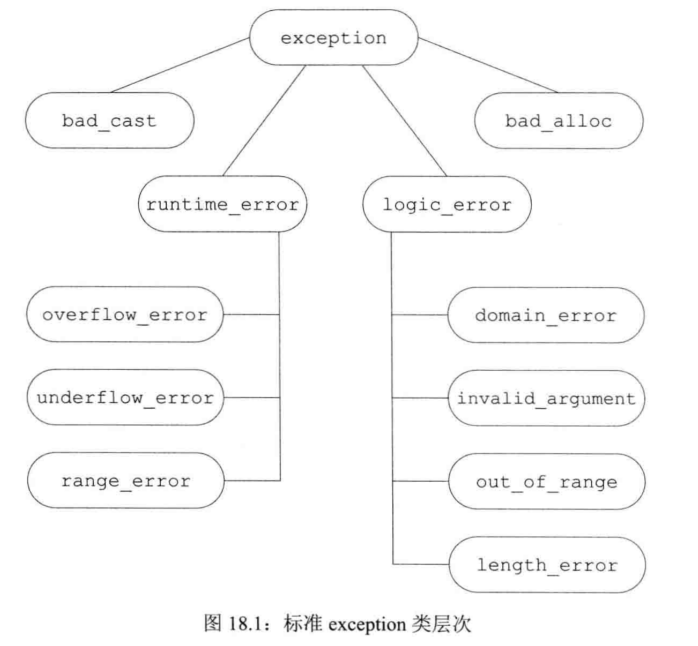 exception
bad_cast
bad_alloc
runtime_error
logic_error
overflow_error
domain_error
underflow_error
invalid_argument
range_error
out_of_range
length_error
图 18.1：标准 exception 类层次